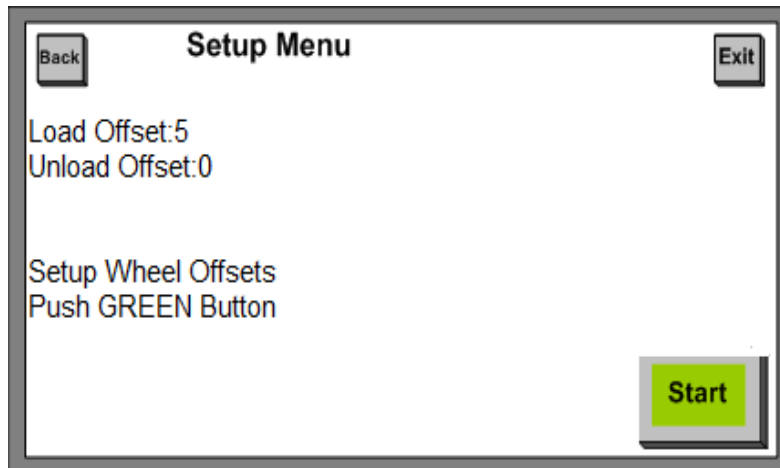 Back
Setup Menu
Exit
Load Offset:5
Unload Offset:0
Setup Wheel Offsets
Push GREEN Button
Start